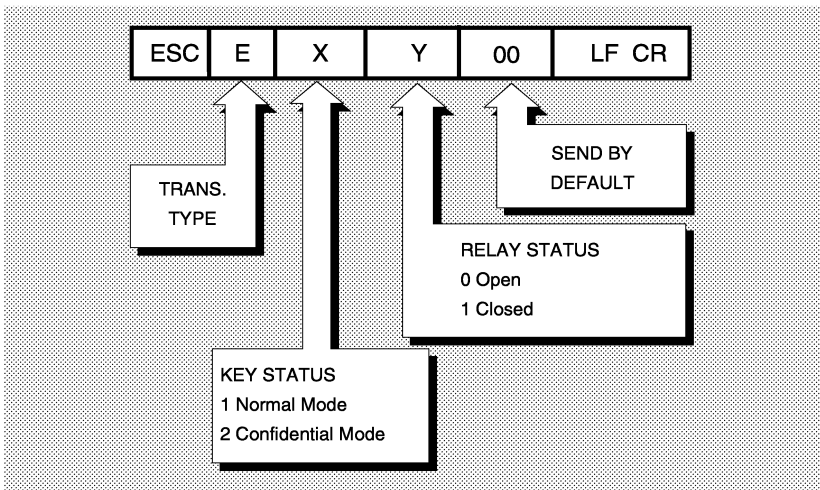 ESC E X Y 00 LF CR
SEND BY
DEFAULT
TRANS.
TYPE
RELAY STATUS
0 Open
1 Closed
KEY STATUS
1 Normal Mode
2 Confidential Mode